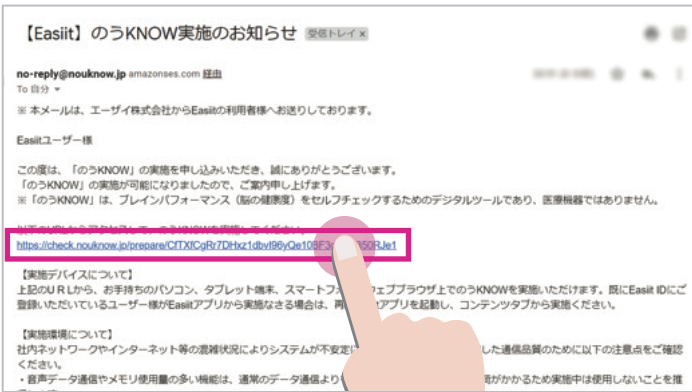 【Easiit】のうKNOW実施のお知らせ 受信トレイ ×
no-reply@nouknow.jp amazonses.com 経由
To 自分
※ 本メールは、エーザイ株式会社からEasiitの利用者様へお送りしております。
Easiitユーザー様
この度は、「のうKNOW」の実施を申し込みいただき、誠にありがとうございます。
「のうKNOW」の実施が可能になりましたので、ご案内申し上げます。
※「のうKNOW」は、ブレインパフォーマンス（脳の健康度）をセルフチェックするためのデジタルツールであり、医療機器ではありません。
https://check.nouknow.jp/prepare/CfTXfCgRr7DHxz1dbvl96yQe10BF3 50RJe1
【実施デバイスについて】
上記のURLから、お手持ちのパソコン、タブレット端末、スマートフ ウェブブラウザ上でのうKNOWを実施いただけます。既にEasiit IDにご
登録いただいているユーザー様がEasiitアプリから実施なさる場合は、再 アプリを起動し、コンテンツタブから実施ください。
【実施環境について】
社内ネットワークやインターネット等の混雑状況によりシステムが不安定に した通信品質のために以下の注意点をご確認
ください。
・音声データ通信やメモリ使用量の多い機能は、通常のデータ通信より 間がかかるため実施中は使用しないことを推